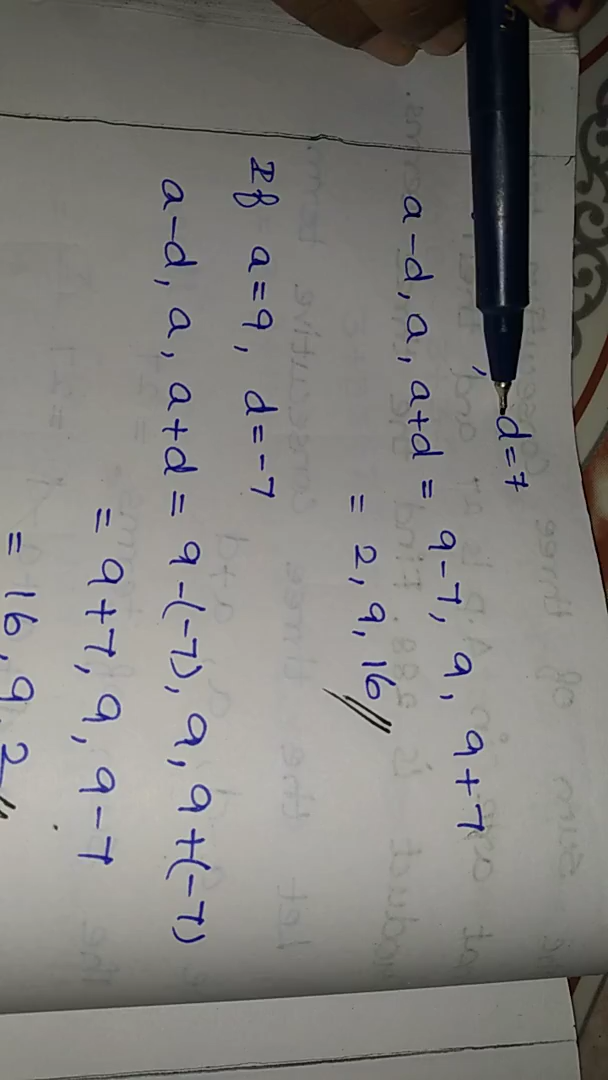 , d=7
a-d, a, a+d = 9-7, 9, 9+7
= 2, 9, 16
If a=9, d=-7
a-d, a, a+d = 9-(-7), 9, 9+(-7)
= 9+7, 9, 9-7
= 16, 9, 2